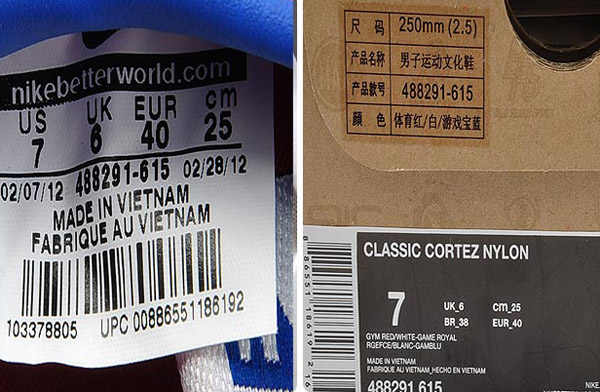 nikebetterworld.com
US UK EUR cm
7 6 40 25
02/07/12 488291-615 02/28/12
MADE IN VIETNAM
FABRIQUE AU VIETNAM
103378805 UPC 00886551186192
尺 码 250mm (2.5)
产品名称 男子运动文化鞋
产品款号 488291-615
颜 色 体育红/白/游戏宝蓝
CLASSIC CORTEZ NYLON
7 UK_6 cm_25
BR_38 EUR_40
GYM RED/WHITE-GAME ROYAL
RGEFCE/BLANC-GAMBLU
MADE IN VIETNAM
FABRIQUE AU VIETNAM_HECHO EN VIETNAM
488291 615